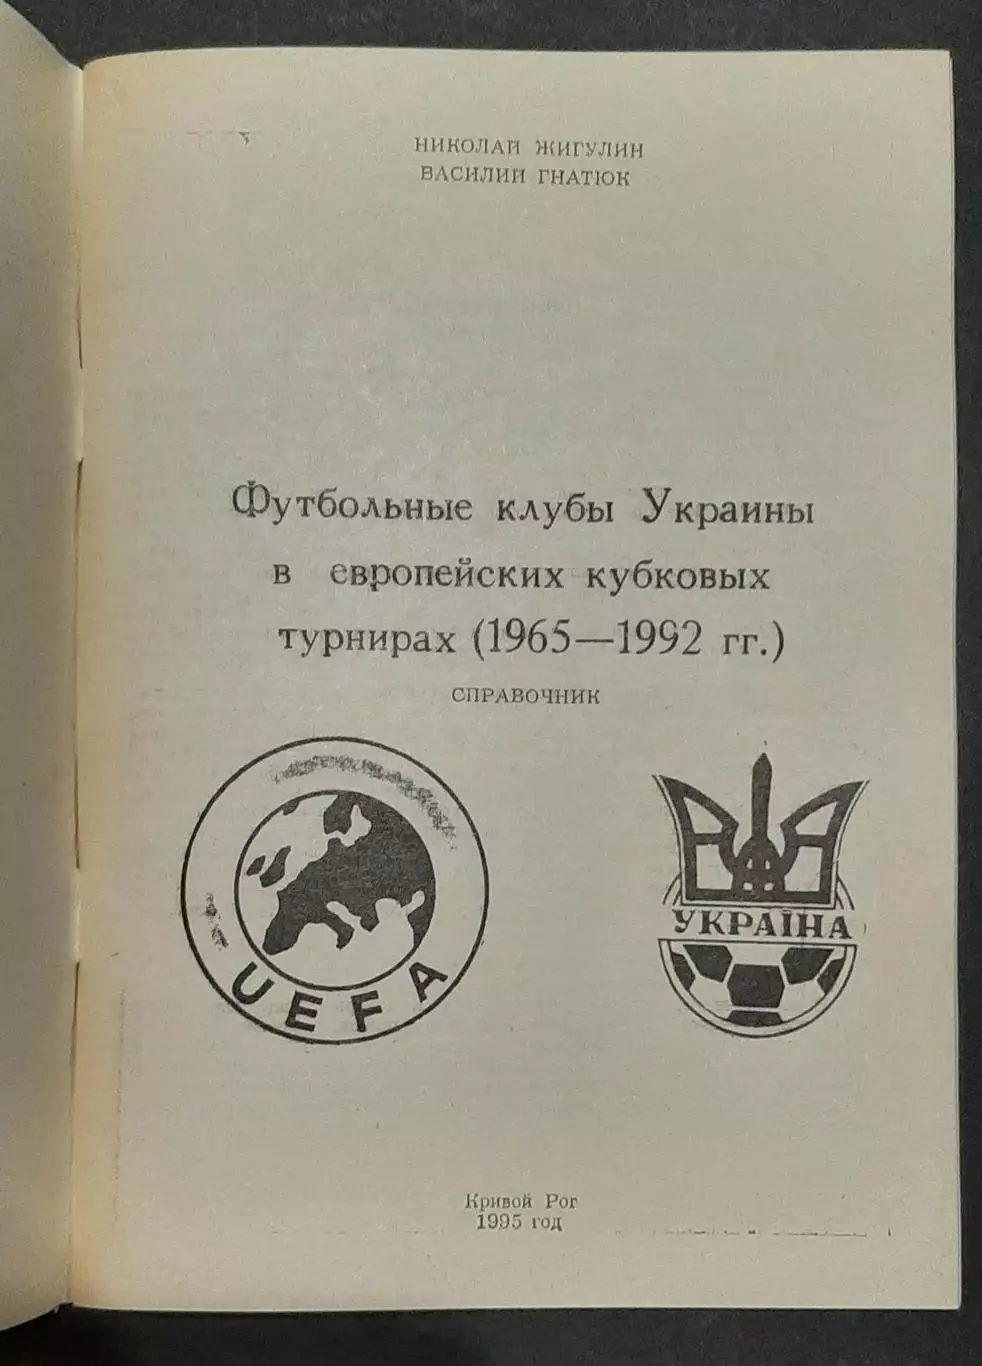 НИКОЛАЙ ЖИГУЛИН
ВАСИЛИЙ ГНАТЮК
Футбольные клубы Украины
в европейских кубковых
турнирах (1965—1992 гг.)
СПРАВОЧНИК
UEFA
УКРАЇНА
Кривой Рог
1995 год